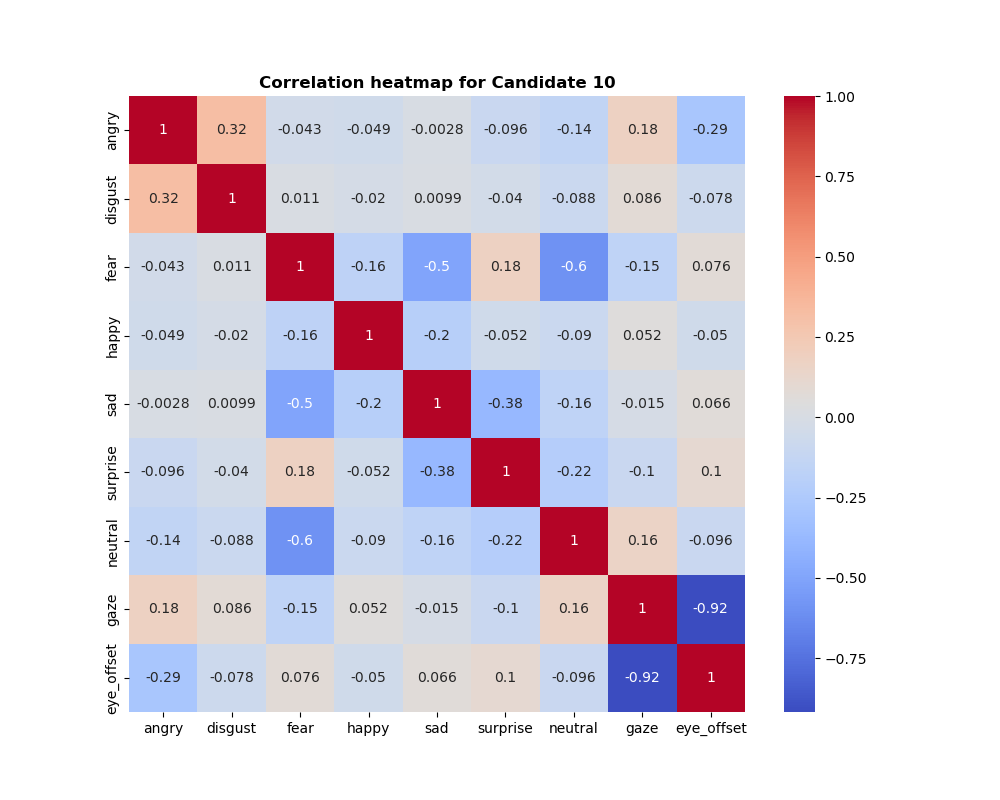 Correlation heatmap for Candidate 10
angry 1 0.32 -0.043 -0.049 -0.0028 -0.096 -0.14 0.18 -0.29
disgust 0.32 1 0.011 -0.02 0.0099 -0.04 -0.088 0.086 -0.078
fear -0.043 0.011 1 -0.16 -0.5 0.18 -0.6 -0.15 0.076
happy -0.049 -0.02 -0.16 1 -0.2 -0.052 -0.09 0.052 -0.05
sad -0.0028 0.0099 -0.5 -0.2 1 -0.38 -0.16 -0.015 0.066
surprise -0.096 -0.04 0.18 -0.052 -0.38 1 -0.22 -0.1 0.1
neutral -0.14 -0.088 -0.6 -0.09 -0.16 -0.22 1 0.16 -0.096
gaze 0.18 0.086 -0.15 0.052 -0.015 -0.1 0.16 1 -0.92
eye_offset -0.29 -0.078 0.076 -0.05 0.066 0.1 -0.096 -0.92 1
angry disgust fear happy sad surprise neutral gaze eye_offset
1.00
0.75
0.50
0.25
0.00
−0.25
−0.50
−0.75